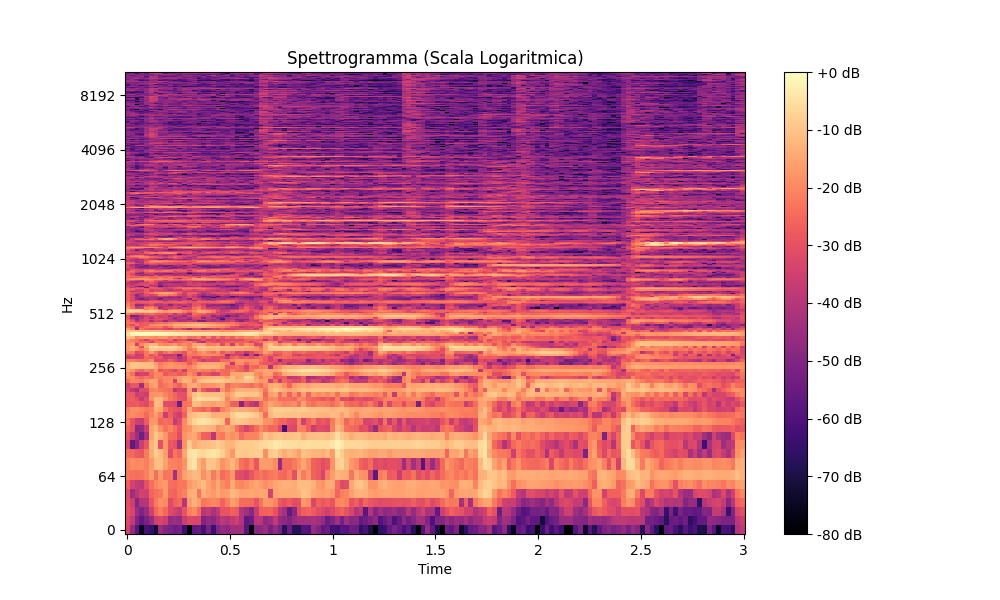 Spettrogramma (Scala Logaritmica)
Hz
8192
4096
2048
1024
512
256
128
64
0
0 0.5 1 1.5 2 2.5 3
Time
+0 dB
-10 dB
-20 dB
-30 dB
-40 dB
-50 dB
-60 dB
-70 dB
-80 dB